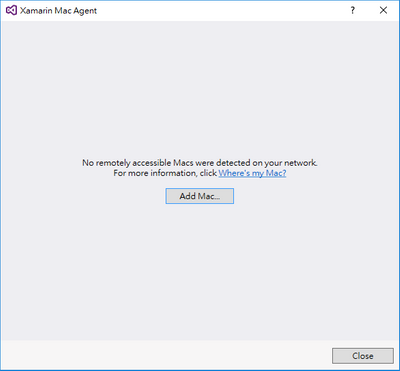 Xamarin Mac Agent
?
No remotely accessible Macs were detected on your network.
For more information, click Where's my Mac?
Add Mac...
Close